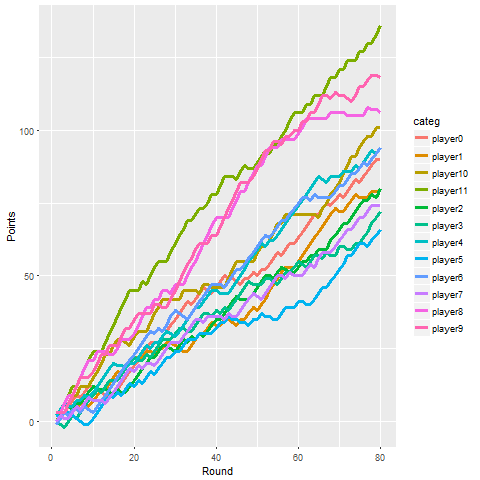 100
50
0
Points
0
20
40
60
80
Round
categ
player0
player1
player10
player11
player2
player3
player4
player5
player6
player7
player8
player9